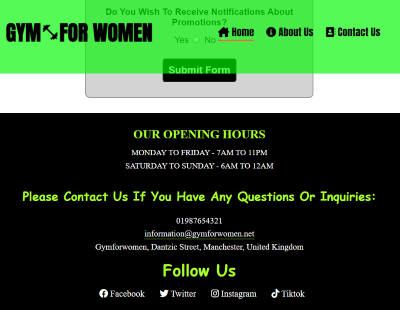 Do You Wish To Receive Notifications About
Promotions?
GYM FOR WOMEN
Yes No
Home About Us Contact Us
Submit Form
OUR OPENING HOURS
MONDAY TO FRIDAY - 7AM TO 11PM
SATURDAY TO SUNDAY - 6AM TO 12AM
Please Contact Us If You Have Any Questions Or Inquiries:
01987654321
information@gymforwomen.net
Gymforwomen, Dantzic Street, Manchester, United Kingdom
Follow Us
Facebook Twitter Instagram Tiktok